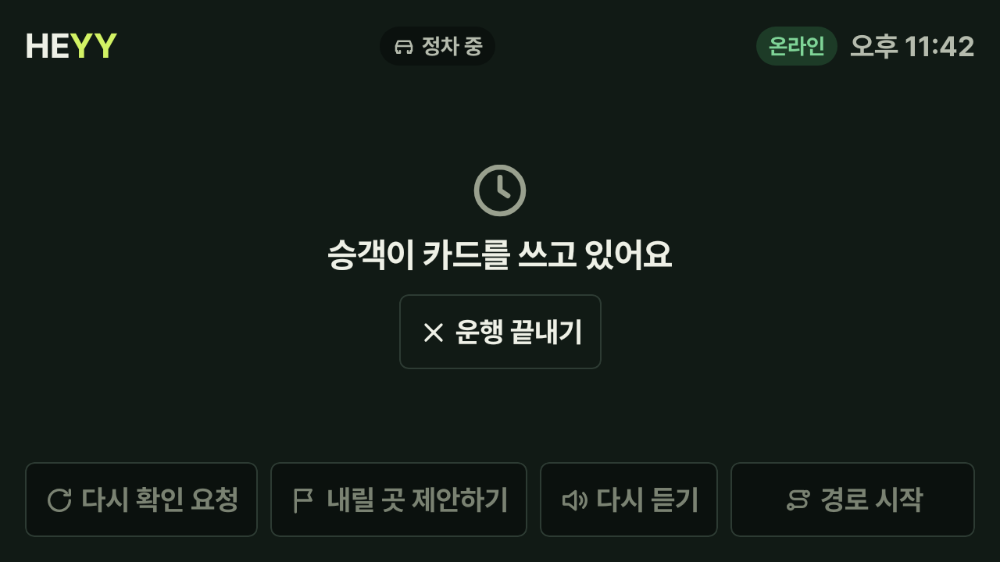 HEYY
정차 중
온라인 오후 11:42
승객이 카드를 쓰고 있어요
운행 끝내기
다시 확인 요청
내릴 곳 제안하기
다시 듣기
경로 시작